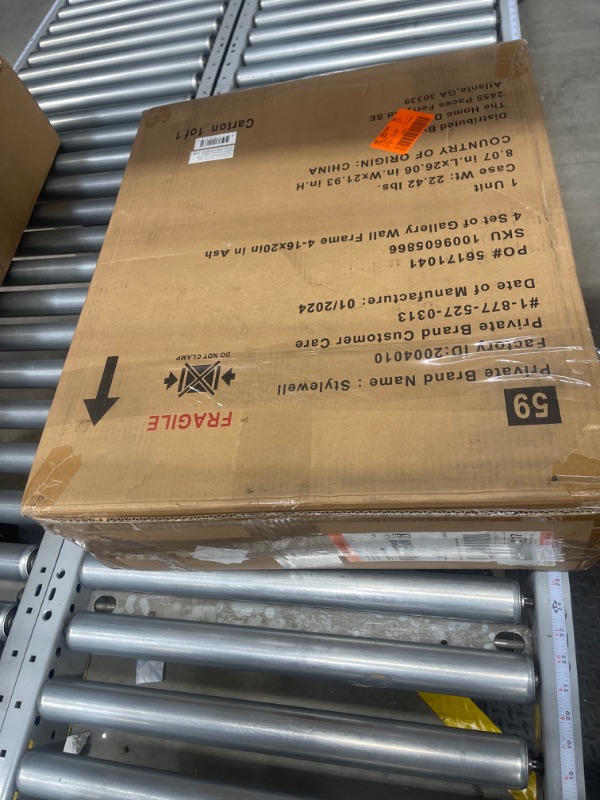 59
Private Brand Name : Stylewell
Factory ID:2004010
Private Brand Customer Care
#1-877-527-0313
Date of Manufacture: 01/2024
PO# 56171041
SKU 1009605866
4 Set of Gallery Wall Frame 4-16x20in in Ash
1 Unit
Case Wt: 22.42 lbs.
8.07 in.Lx26.06 in.Wx21.93 in.H
COUNTRY OF ORIGIN: CHINA
Distributed
The Home D
2455 Paces Ferry
Atlanta,GA 30339
FRAGILE
DO NOT CLAMP
Carton 1of1